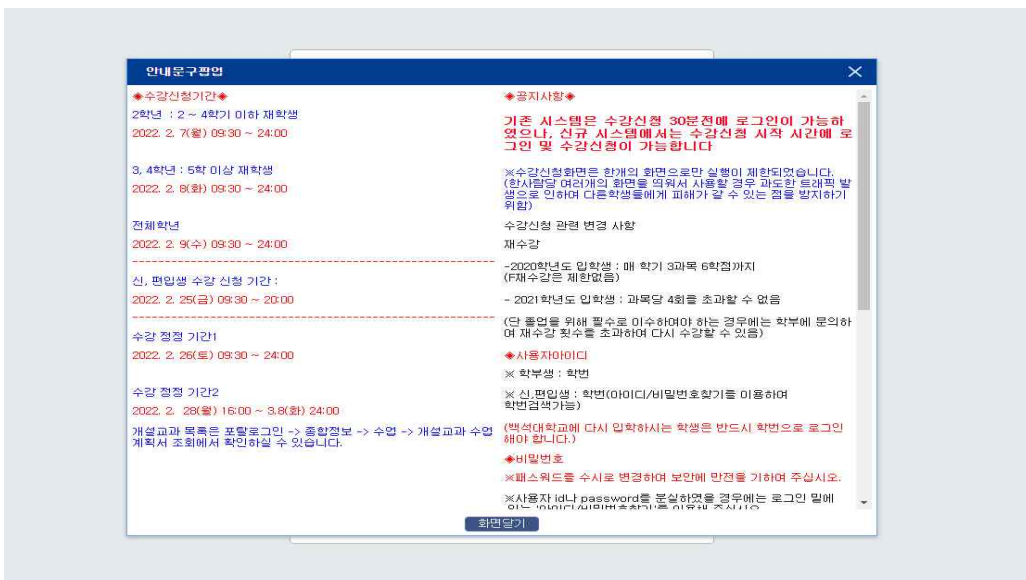 안내문구팝업
◈수강신청기간◈
2학년 : 2 ~ 4학기 이하 재학생
2022. 2. 7(월) 09:30 ~ 24:00
3, 4학년 : 5학 이상 재학생
2022. 2. 8(화) 09:30 ~ 24:00
전체학년
2022. 2. 9(수) 09:30 ~ 24:00
신, 편입생 수강 신청 기간 :
2022. 2. 25(금) 09:30 ~ 20:00
수강 정정 기간1
2022. 2. 26(토) 09:30 ~ 24:00
수강 정정 기간2
2022. 2. 28(월) 16:00 ~ 3.8(화) 24:00
개설교과 목록은 포탈로그인 -> 종합정보 -> 수업 -> 개설교과 수업
계획서 조회에서 확인하실 수 있습니다.
◈공지사항◈
기존 시스템은 수강신청 30분전에 로그인이 가능하
였으나, 신규 시스템에서는 수강신청 시작 시간에 로
그인 및 수강신청이 가능합니다
※수강신청화면은 한개의 화면으로만 실행이 제한되었습니다.
(한사람당 여러개의 화면을 띄워서 사용할 경우 과도한 트래픽 발
생으로 인하여 다른학생들에게 피해가 갈 수 있는 점을 방지하기
위함)
수강신청 관련 변경 사항
재수강
-2020학년도 입학생 : 매 학기 3과목 6학점까지
(F재수강은 제한없음)
- 2021학년도 입학생 : 과목당 4회를 초과할 수 없음
(단 졸업을 위해 필수로 이수하여야 하는 경우에는 학부에 문의하
여 재수강 횟수를 초과하여 다시 수강할 수 있음)
◈사용자아이디
※ 학부생 : 학번
※ 신,편입생 : 학번(아이디/비밀번호찾기를 이용하여
학번검색가능)
(백석대학교에 다시 입학하시는 학생은 반드시 학번으로 로그인
해야 합니다.)
◈비밀번호
※패스워드를 수시로 변경하여 보안에 만전을 기하여 주십시오.
※사용자 id나 password를 분실하였을 경우에는 로그인 밑에
있는 '아이디/비밀번호찾기'를 이용해 주십시오
화면닫기